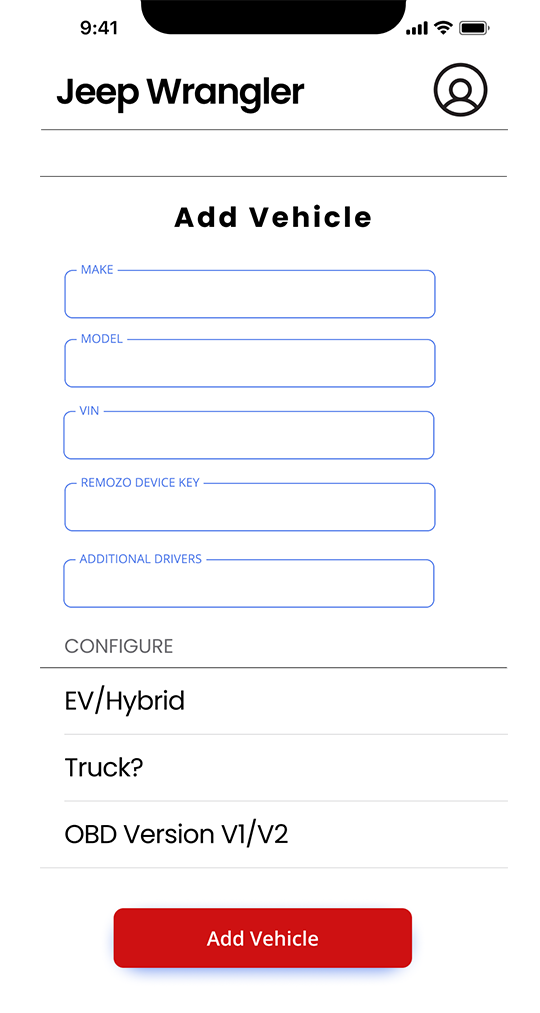 9:41
Jeep Wrangler
Add Vehicle
MAKE
MODEL
VIN
REMOZO DEVICE KEY
ADDITIONAL DRIVERS
CONFIGURE
EV/Hybrid
Truck?
OBD Version V1/V2
Add Vehicle